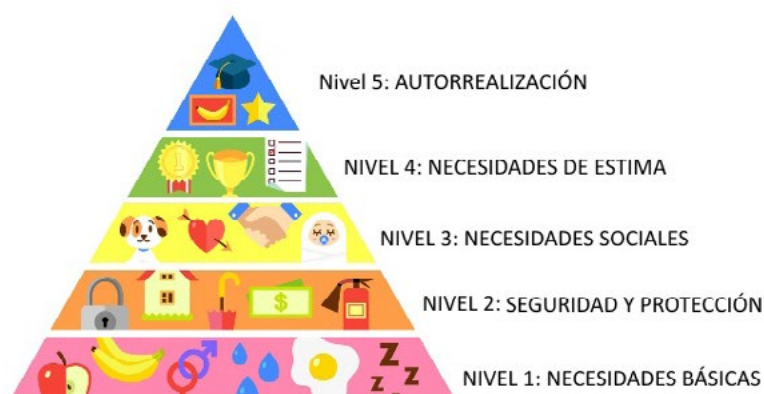 Nivel 5: AUTORREALIZACIÓN
1
NIVEL 4: NECESIDADES DE ESTIMA
NIVEL 3: NECESIDADES SOCIALES
$
NIVEL 2: SEGURIDAD Y PROTECCIÓN
Z
Z Z
NIVEL 1: NECESIDADES BÁSICAS